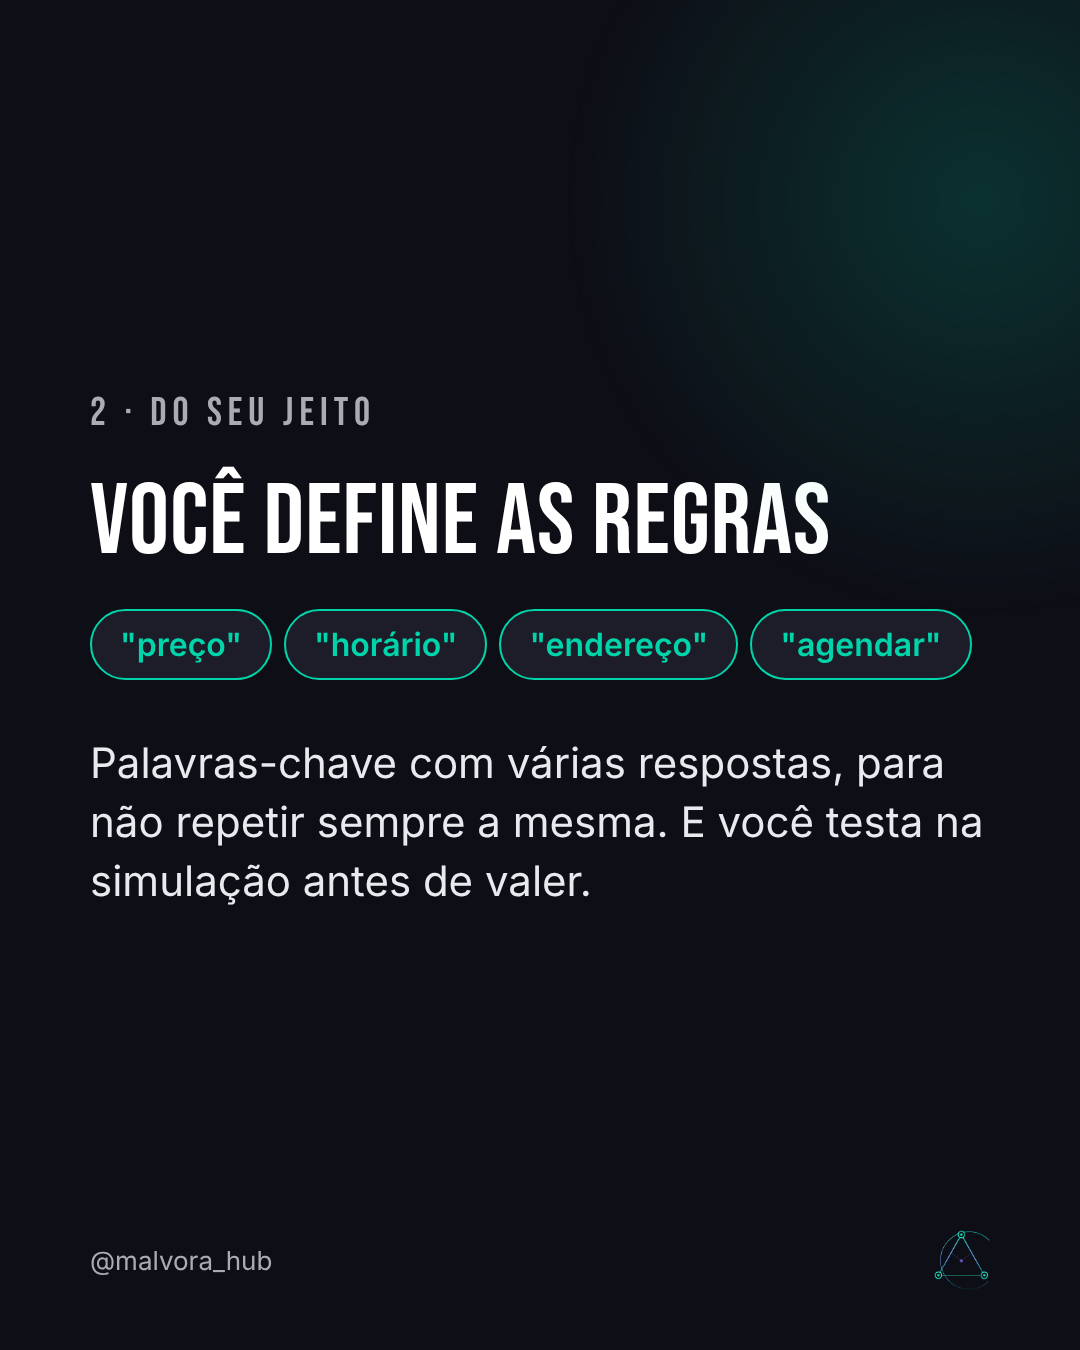 2 · DO SEU JEITO
VOCÊ DEFINE AS REGRAS
"preço" "horário" "endereço" "agendar"
Palavras-chave com várias respostas, para
não repetir sempre a mesma. E você testa na
simulação antes de valer.
@malvora_hub